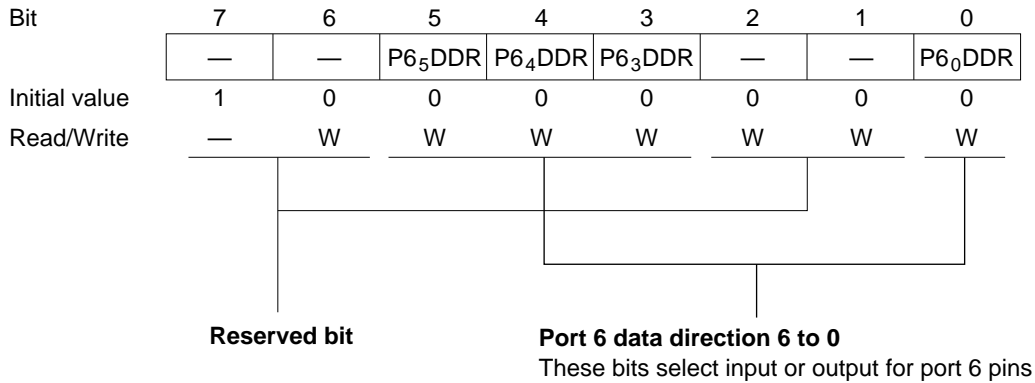 Bit 7 6 5 4 3 2 1 0
— — P6₅DDR P6₄DDR P6₃DDR — — P6₀DDR
Initial value 1 0 0 0 0 0 0 0
Read/Write — W W W W W W W
Reserved bit Port 6 data direction 6 to 0
These bits select input or output for port 6 pins